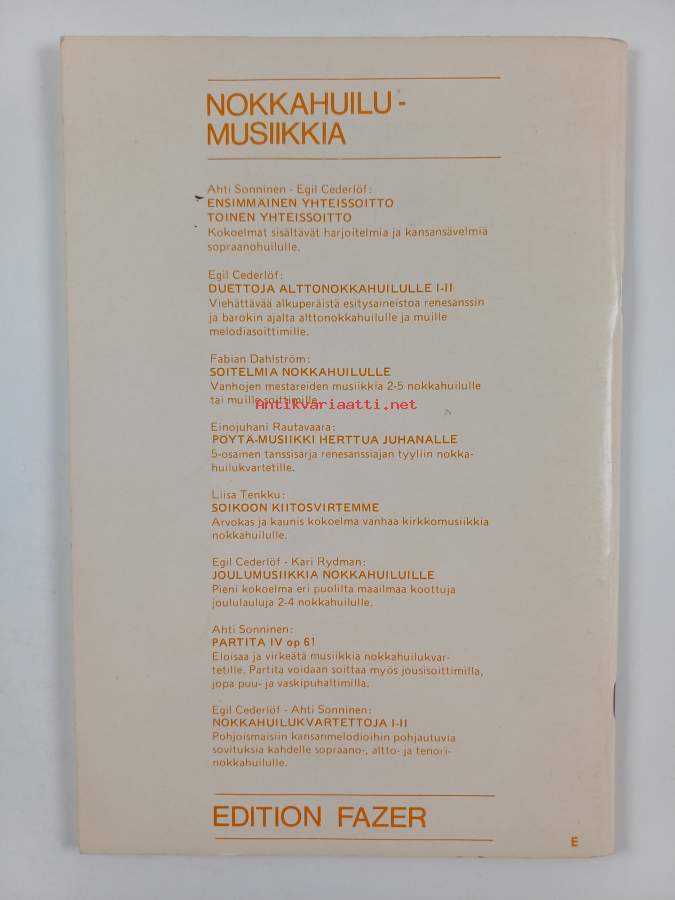 NOKKAHUILU-
MUSIIKKIA
Ahti Sonninen - Egil Cederlöf:
ENSIMMÄINEN YHTEISSOITTO
TOINEN YHTEISSOITTO
Kokoelmat sisältävät harjoitelmia ja kansansävelmiä
sopraanohuilulle.
Egil Cederlöf:
DUETTOJA ALTTONOKKAHUILULLE I-II
Viehättävää alkuperäistä esitysaineistoa renesanssin
ja barokin ajalta alttonokkahuilulle ja muille
melodiasoittimille.
Fabian Dahlström:
SOITELMIA NOKKAHUILULLE
Vanhojen mestareiden musiikkia 2-5 nokkahuilulle
tai muille soittimille.
Antikvariaatti.net
Einojuhani Rautavaara:
PÖYTÄ-MUSIIKKI HERTTUA JUHANALLE
5-osainen tanssisarja renesanssiajan tyyliin nokka-
huilukvartetille.
Liisa Tenkku:
SOIKOON KIITOSVIRTEMME
Arvokas ja kaunis kokoelma vanhaa kirkkomusiikkia
nokkahuilulle.
Egil Cederlöf - Kari Rydman:
JOULUMUSIIKKIA NOKKAHUILUILLE
Pieni kokoelma eri puolilta maailmaa koottuja
joululauluja 2-4 nokkahuilulle.
Ahti Sonninen:
PARTITA IV op 61
Eloisaa ja virkeätä musiikkia nokkahuilukvar-
tetille. Partita voidaan soittaa myös jousisoittimilla,
jopa puu- ja vaskipuhaltimilla.
Egil Cederlöf - Ahti Sonninen:
NOKKAHUILUKVARTETTOJA I-II
Pohjoismaisiin kansanmelodioihin pohjautuvia
sovituksia kahdelle sopraano-, altto- ja tenori-
nokkahuilulle.
EDITION FAZER
E